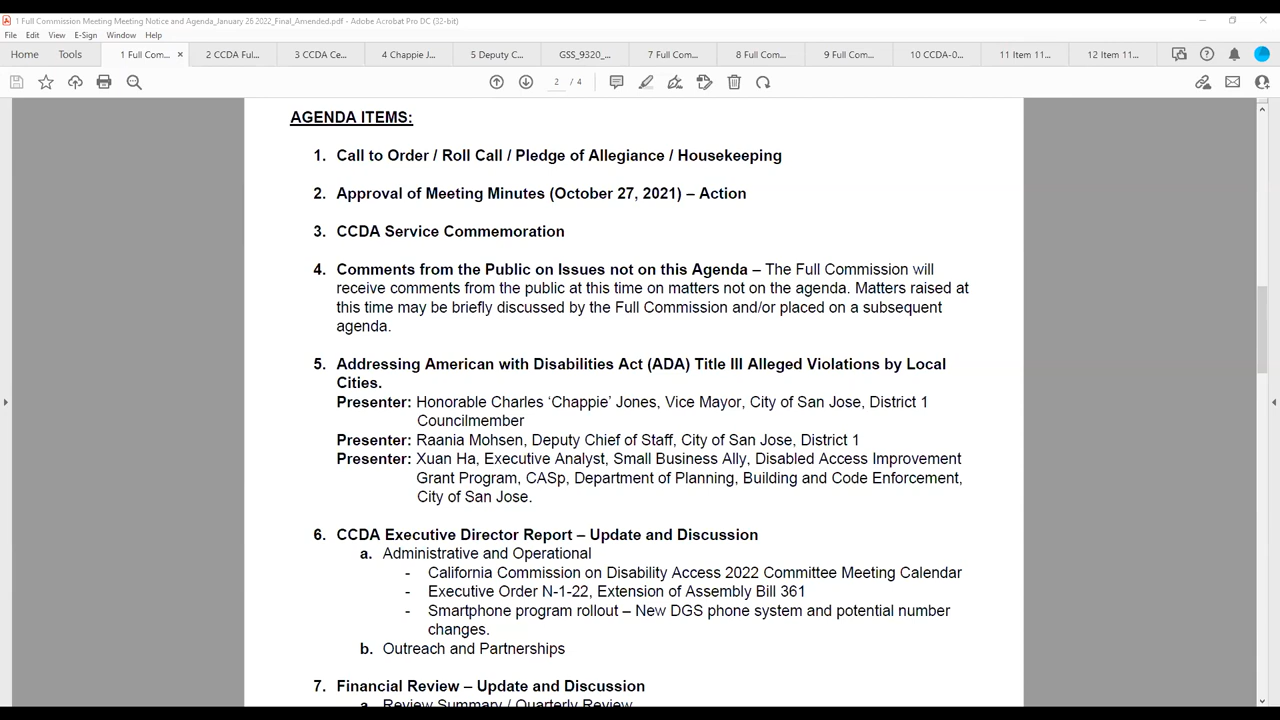 1 Full Commission Meeting Meeting Notice and Agenda_January 26 2022_Final_Amended.pdf - Adobe Acrobat Pro DC (32-bit)
File Edit View E-Sign Window Help
Home Tools 1 Full Com... × 2 CCDA Ful... 3 CCDA Ce... 4 Chappie J... 5 Deputy C... 7 Full Com... 8 Full Com... 9 Full Com... 10 CCDA-0... 11 Item 11... 12 Item 11...
2 / 4
AGENDA ITEMS:
1. Call to Order / Roll Call / Pledge of Allegiance / Housekeeping
2. Approval of Meeting Minutes (October 27, 2021) – Action
3. CCDA Service Commemoration
4. Comments from the Public on Issues not on this Agenda – The Full Commission will
receive comments from the public at this time on matters not on the agenda. Matters raised at
this time may be briefly discussed by the Full Commission and/or placed on a subsequent
agenda.
5. Addressing American with Disabilities Act (ADA) Title III Alleged Violations by Local
Cities.
Presenter: Honorable Charles ‘Chappie’ Jones, Vice Mayor, City of San Jose, District 1
Councilmember
Presenter: Raania Mohsen, Deputy Chief of Staff, City of San Jose, District 1
Presenter: Xuan Ha, Executive Analyst, Small Business Ally, Disabled Access Improvement
Grant Program, CASp, Department of Planning, Building and Code Enforcement,
City of San Jose.
6. CCDA Executive Director Report – Update and Discussion
a. Administrative and Operational
- California Commission on Disability Access 2022 Committee Meeting Calendar
- Executive Order N-1-22, Extension of Assembly Bill 361
- Smartphone program rollout – New DGS phone system and potential number
changes.
b. Outreach and Partnerships
7. Financial Review – Update and Discussion
a. Review Summary / Quarterly Review